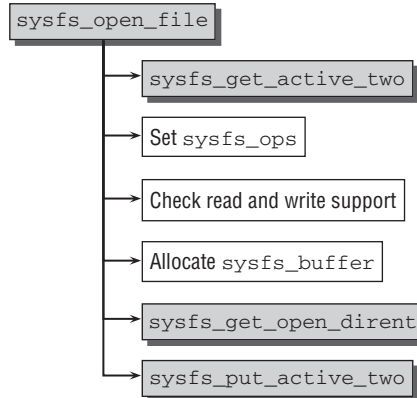 sysfs_open_file
sysfs_get_active_two
Set sysfs_ops
Check read and write support
Allocate sysfs_buffer
sysfs_get_open_dirent
sysfs_put_active_two